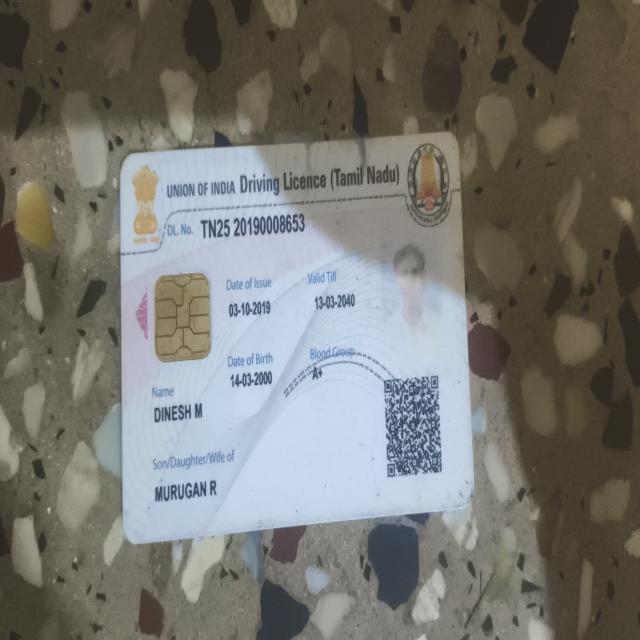 UNION OF INDIA Driving Licence (Tamil Nadu)
DL. No. TN25 20190008653
Date of Issue Valid Till
03-10-2019 13-03-2040
Date of Birth Blood Group
14-03-2000 A+
Name
DINESH M
Son/Daughter/Wife of
MURUGAN R